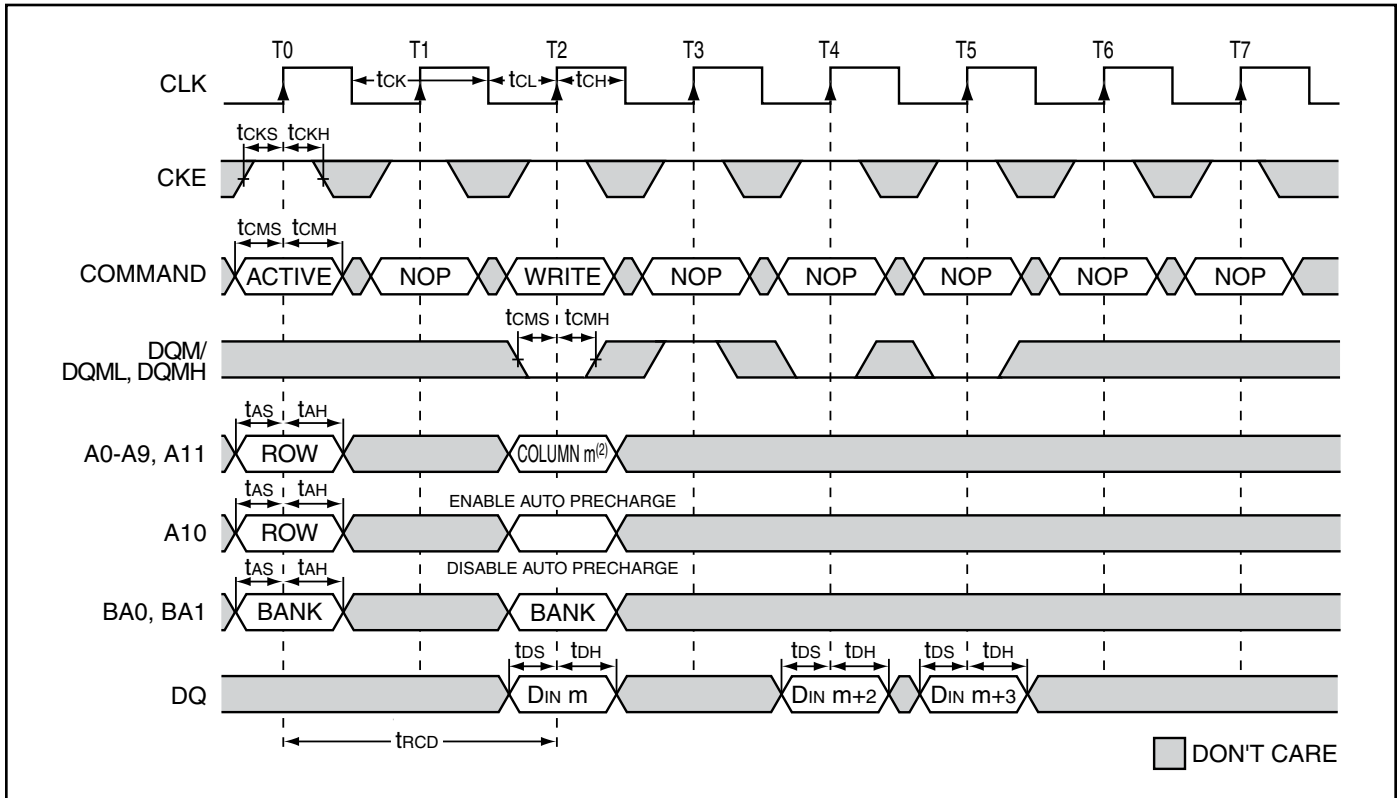 T0 T1 T2 T3 T4 T5 T6 T7
CLK tCK tCL tCH
tCKS tCKH
CKE
tCMS tCMH
COMMAND ACTIVE NOP WRITE NOP NOP NOP NOP NOP
tCMS tCMH
DQM/
DQML, DQMH
tAS tAH
A0-A9, A11 ROW COLUMN m(2)
tAS tAH ENABLE AUTO PRECHARGE
A10 ROW
tAS tAH DISABLE AUTO PRECHARGE
BA0, BA1 BANK BANK
tDS tDH tDS tDH tDS tDH
DQ DIN m DIN m+2 DIN m+3
tRCD
DON'T CARE